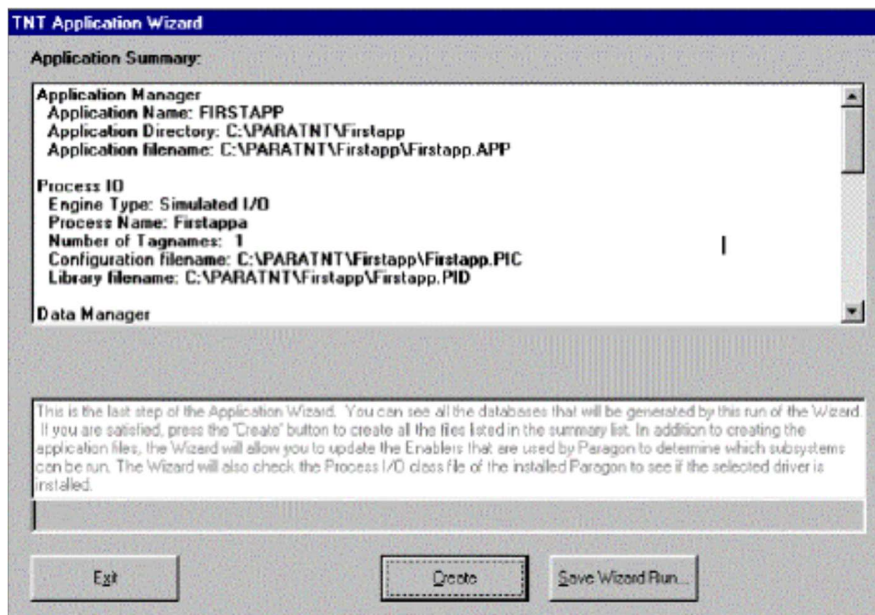 TNT Application Wizard
Application Summary:
Application Manager
Application Name: FIRSTAPP
Application Directory: C:\PARATNT\Firstapp
Application filename: C:\PARATNT\Firstapp\Firstapp.APP
Process IO
Engine Type: Simulated I/O
Process Name: Firstappa
Number of Tagnames: 1
Configuration filename: C:\PARATNT\Firstapp\Firstapp.PIC
Library filename: C:\PARATNT\Firstapp\Firstapp.PID
Data Manager
This is the last step of the Application Wizard. You can see all the databases that will be generated by this run of the Wizard.
If you are satisfied, press the 'Create' button to create all the files listed in the summary list. In addition to creating the
application files, the Wizard will allow you to update the Enablers that are used by Paragon to determine which subsystems
can be run. The Wizard will also check the Process I/O class file of the installed Paragon to see if the selected driver is
installed.
Exit
Create
Save Wizard Run...